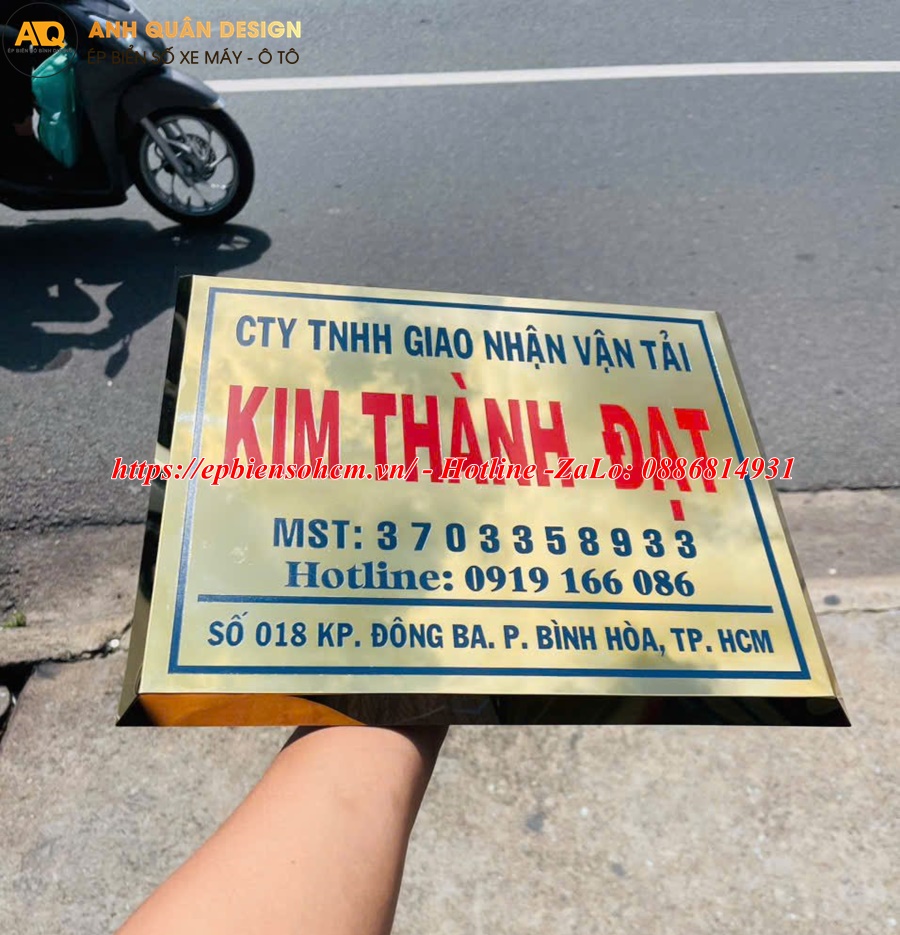 AQ
ANH QUÂN DESIGN
ÉP BIỂN SỐ XE MÁY - Ô TÔ
CTY TNHH GIAO NHẬN VẬN TẢI
KIM THÀNH ĐẠT
https://epbiensohcm.vn/ - Hotline -ZaLo: 0886814931
MST: 3703358933
Hotline: 0919 166 086
SỐ 018 KP. ĐÔNG BA. P. BÌNH HÒA, TP. HCM